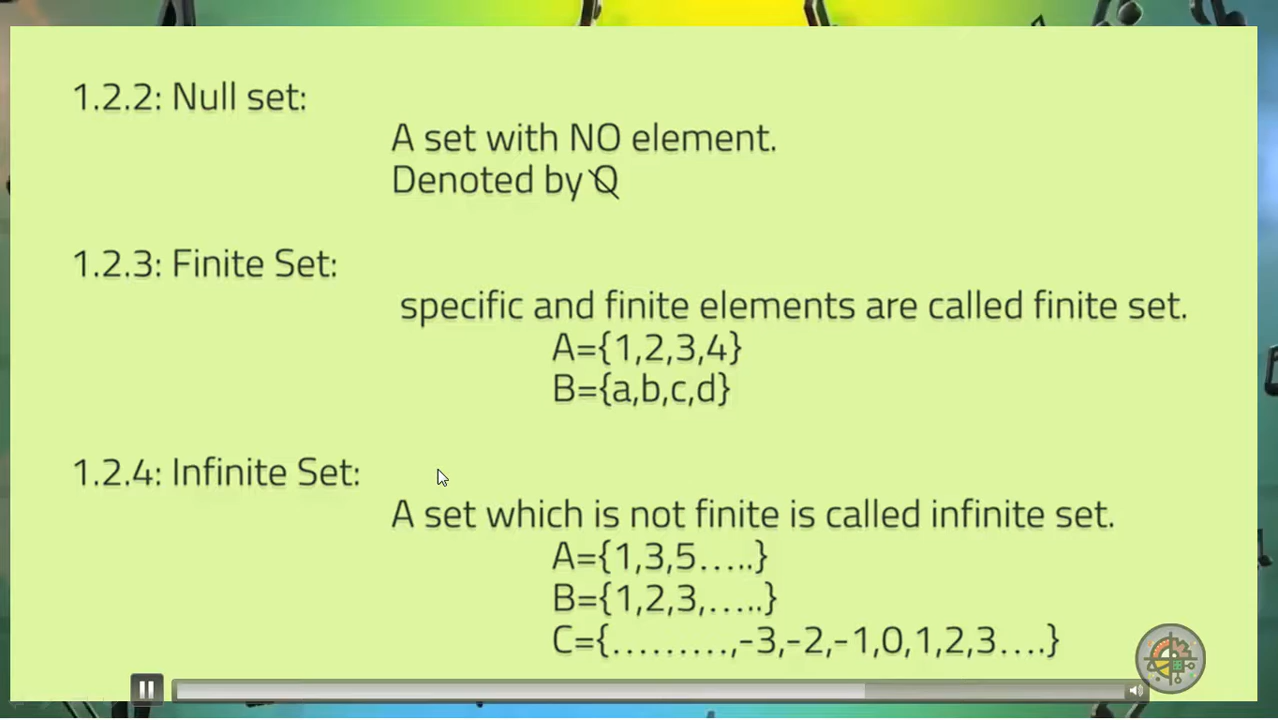 1.2.2: Null set:
A set with NO element.
Denoted by Q
1.2.3: Finite Set:
specific and finite elements are called finite set.
A={1,2,3,4}
B={a,b,c,d}
1.2.4: Infinite Set:
A set which is not finite is called infinite set.
A={1,3,5…..}
B={1,2,3,…..}
C={………,-3,-2,-1,0,1,2,3….}